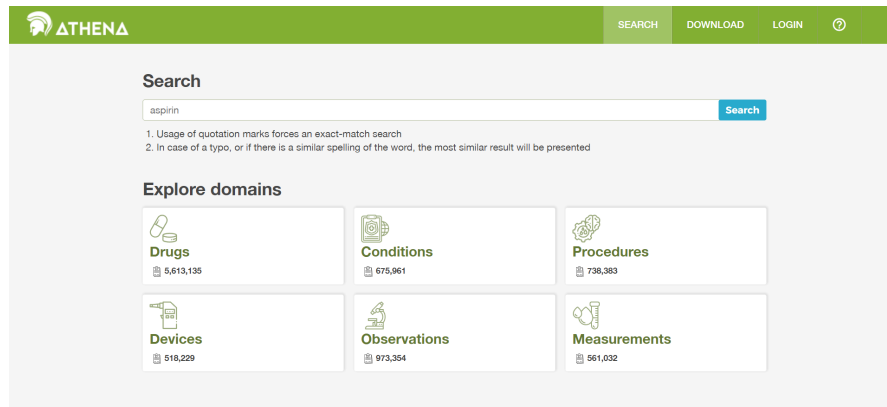 ATHENA
SEARCH DOWNLOAD LOGIN ?
Search
aspirin Search
1. Usage of quotation marks forces an exact-match search
2. In case of a typo, or if there is a similar spelling of the word, the most similar result will be presented
Explore domains
Drugs Conditions Procedures
5,613,135 675,961 738,383
Devices Observations Measurements
518,229 973,354 561,032